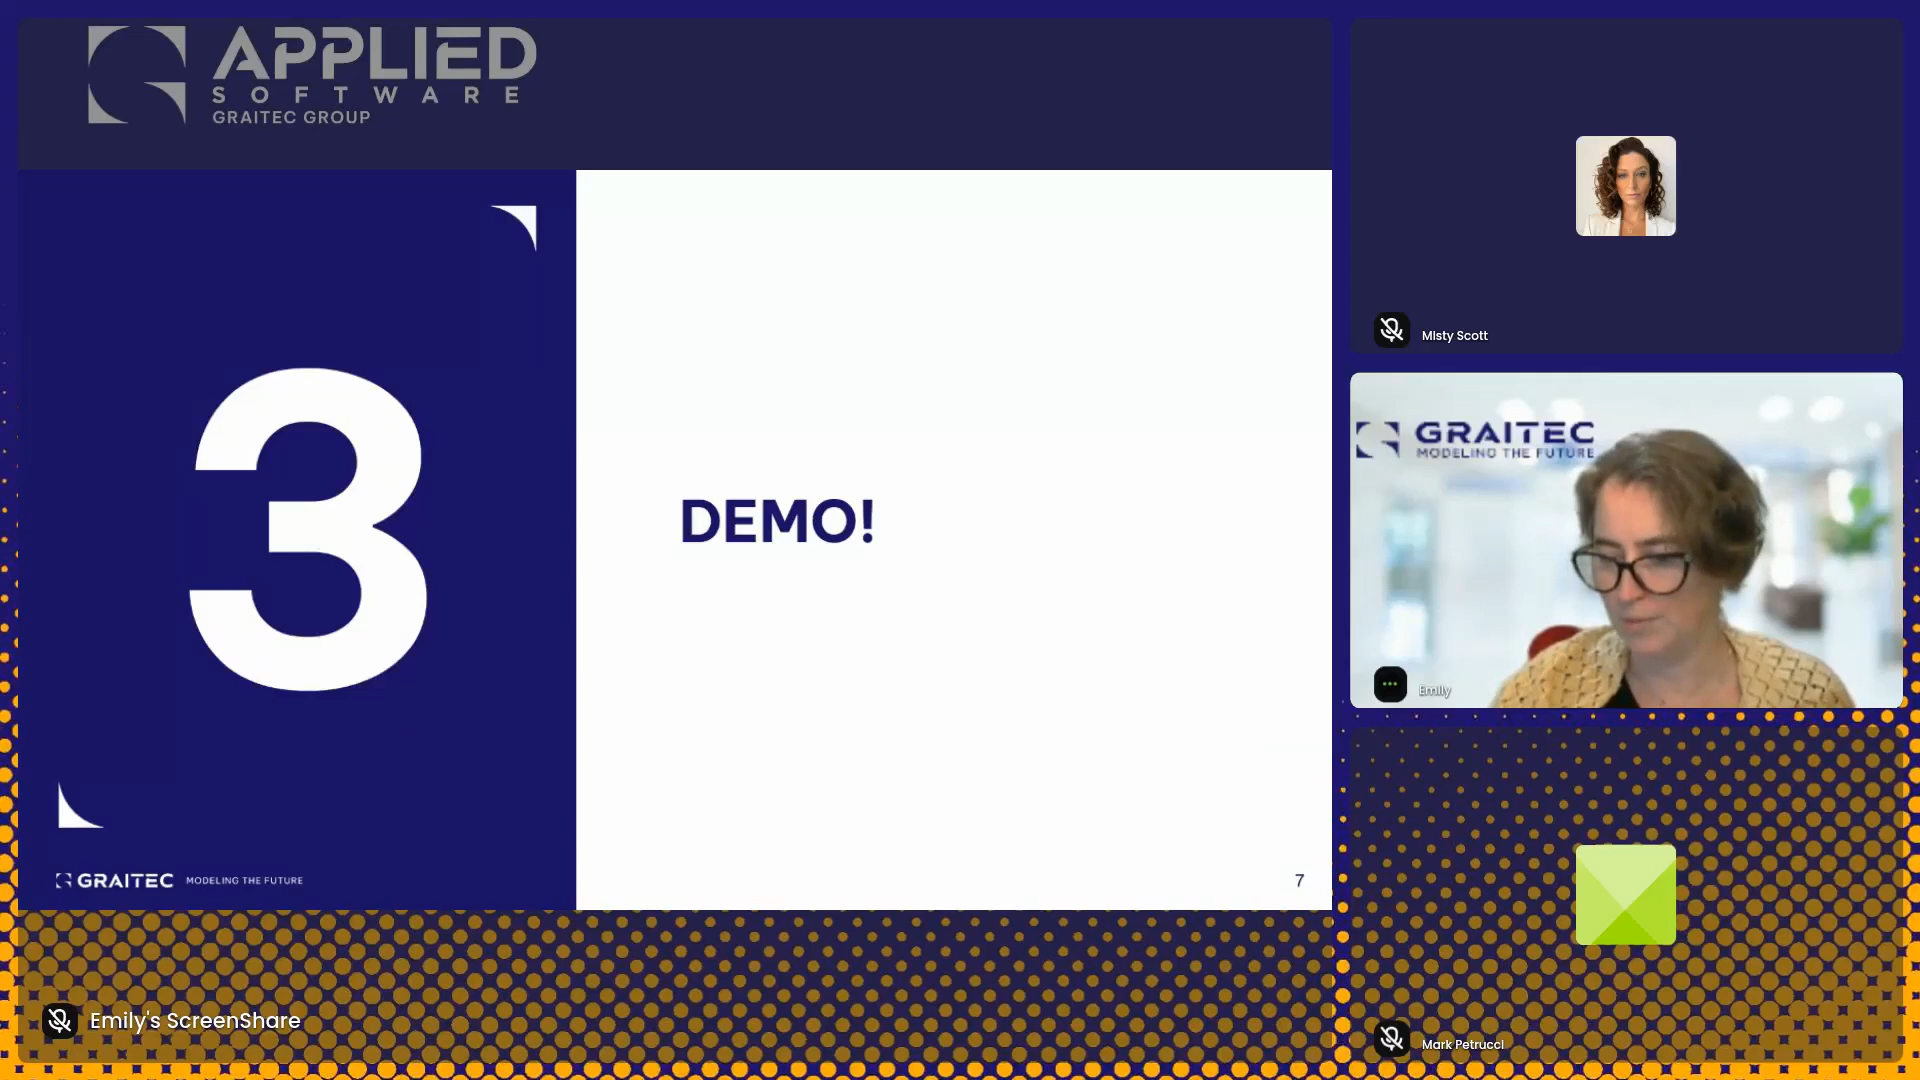 APPLIED
SOFTWARE
GRAITEC GROUP
3
DEMO!
GRAITEC MODELING THE FUTURE
7
Emily's ScreenShare
MIsty Scott
GRAITEC
MODELING THE FUTURE
Emily
Mark Petrucci